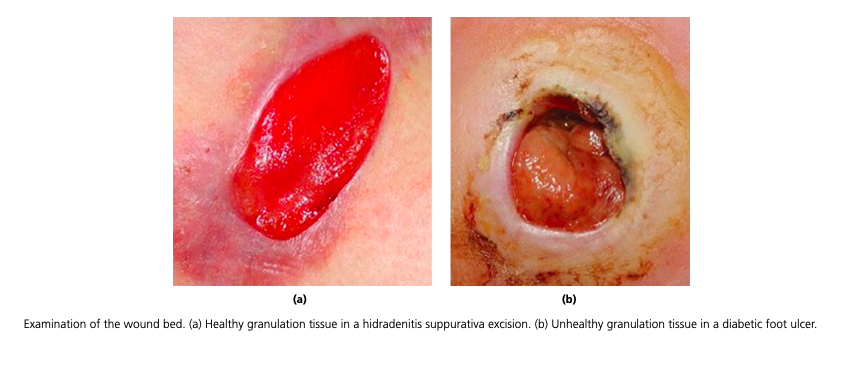 (a)
(b)
Examination of the wound bed. (a) Healthy granulation tissue in a hidradenitis suppurativa excision. (b) Unhealthy granulation tissue in a diabetic foot ulcer.